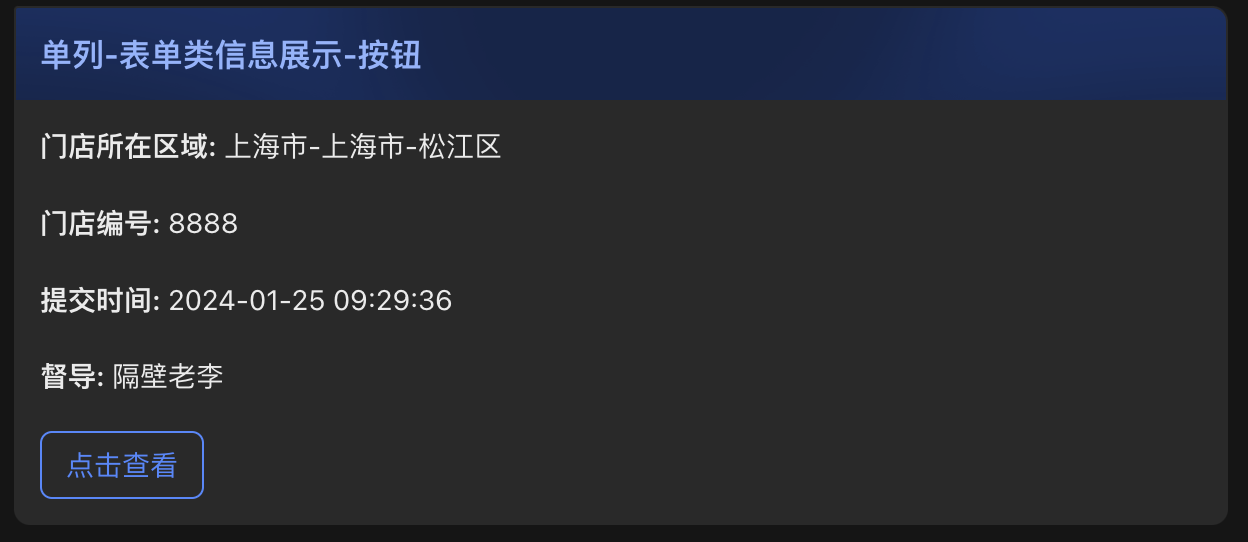 单列-表单类信息展示-按钮
门店所在区域: 上海市-上海市-松江区
门店编号: 8888
提交时间: 2024-01-25 09:29:36
督导: 隔壁老李
点击查看